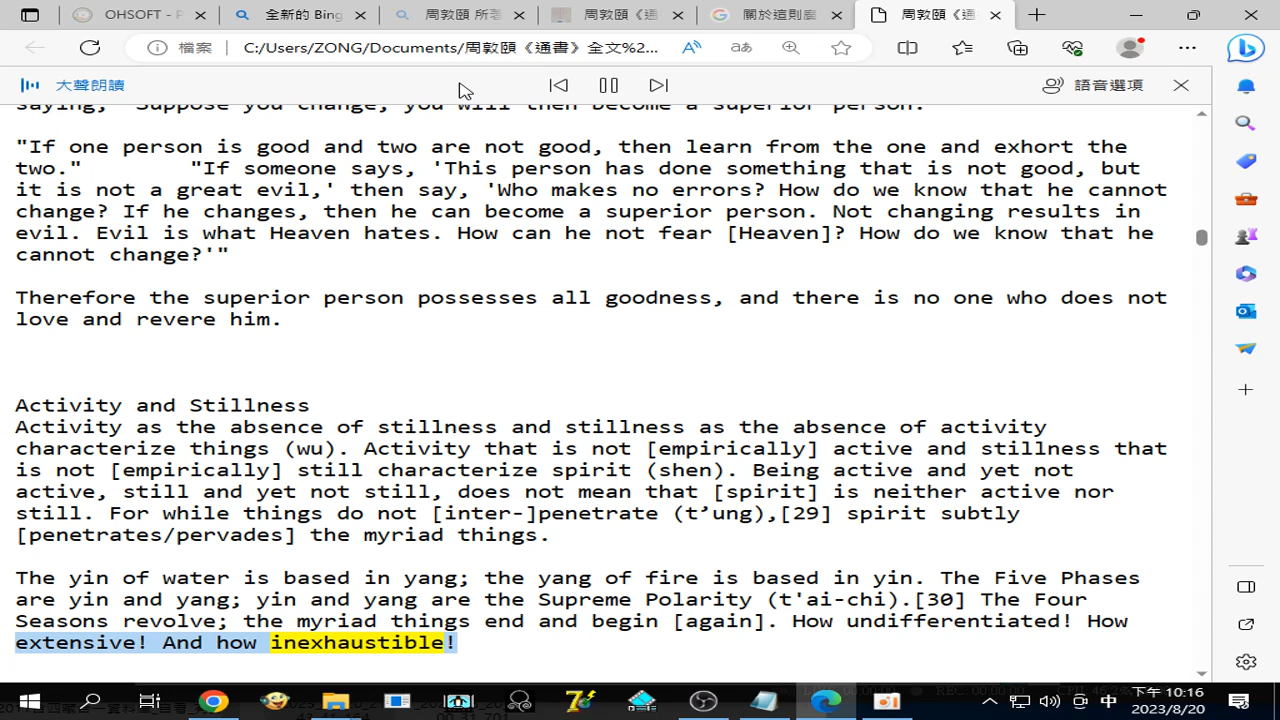 OHSOFT - P
全新的 Bing
周敦頤 所著
周敦頤《通
關於這則廳
周敦頤《通
檔案
C:/Users/ZONG/Documents/周敦頤《通書》全文%2...
大聲朗讀
語音選項
saying, "Suppose you change, you will then become a superior person."
"If one person is good and two are not good, then learn from the one and exhort the
two." "If someone says, 'This person has done something that is not good, but
it is not a great evil,' then say, 'Who makes no errors? How do we know that he cannot
change? If he changes, then he can become a superior person. Not changing results in
evil. Evil is what Heaven hates. How can he not fear [Heaven]? How do we know that he
cannot change?'"
Therefore the superior person possesses all goodness, and there is no one who does not
love and revere him.
Activity and Stillness
Activity as the absence of stillness and stillness as the absence of activity
characterize things (wu). Activity that is not [empirically] active and stillness that
is not [empirically] still characterize spirit (shen). Being active and yet not
active, still and yet not still, does not mean that [spirit] is neither active nor
still. For while things do not [inter-]penetrate (t’ung),[29] spirit subtly
[penetrates/pervades] the myriad things.
The yin of water is based in yang; the yang of fire is based in yin. The Five Phases
are yin and yang; yin and yang are the Supreme Polarity (t'ai-chi).[30] The Four
Seasons revolve; the myriad things end and begin [again]. How undifferentiated! How
extensive! And how inexhaustible!
中
下午 10:16
2023/8/20